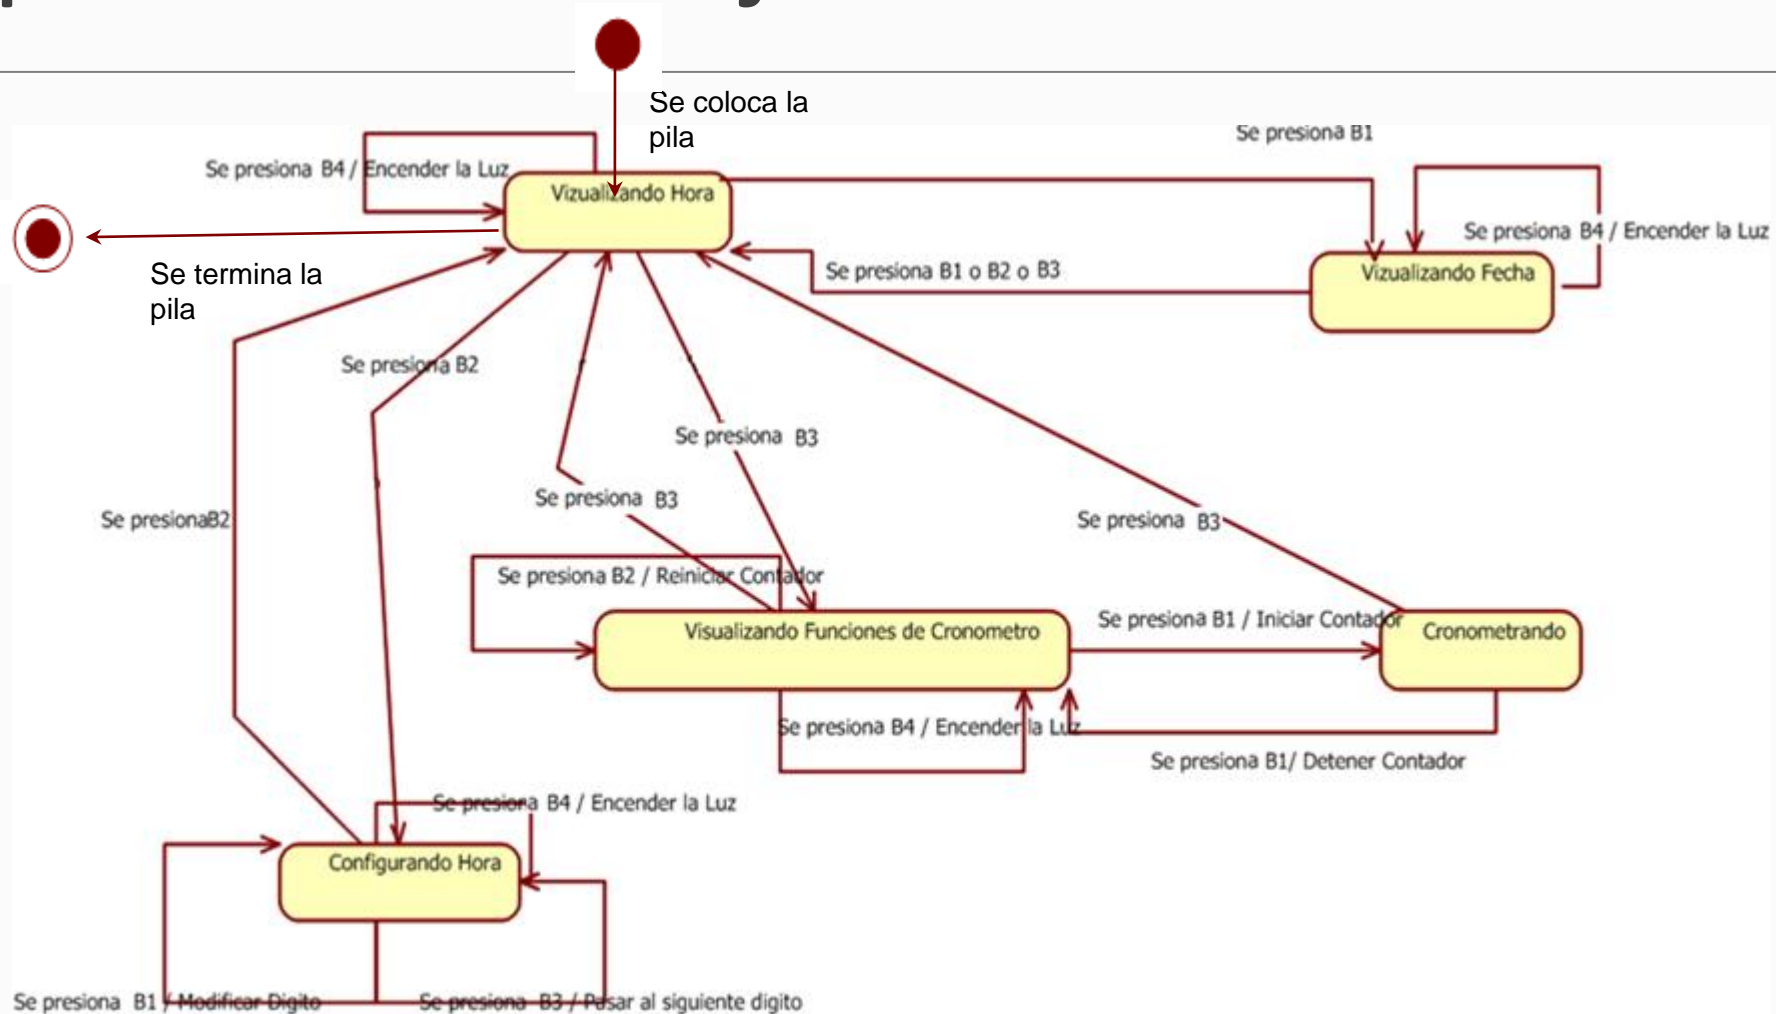 Se coloca la
pila
Se presiona B1
Se presiona B4 / Encender la Luz
Vizualizando Hora
Se presiona B4 / Encender la Luz
Se presiona B1 o B2 o B3
Vizualizando Fecha
Se termina la
pila
Se presiona B2
Se presiona B3
Se presiona B3
Se presionaB2
Se presiona B3
Se presiona B2 / Reiniciar Contador
Visualizando Funciones de Cronometro
Se presiona B1 / Iniciar Contador
Cronometrando
Se presiona B4 / Encender la Luz
Se presiona B1/ Detener Contador
Se presiona B4 / Encender la Luz
Configurando Hora
Se presiona B1 / Modificar Digito
Se presiona B3 / Pasar al siguiente digito